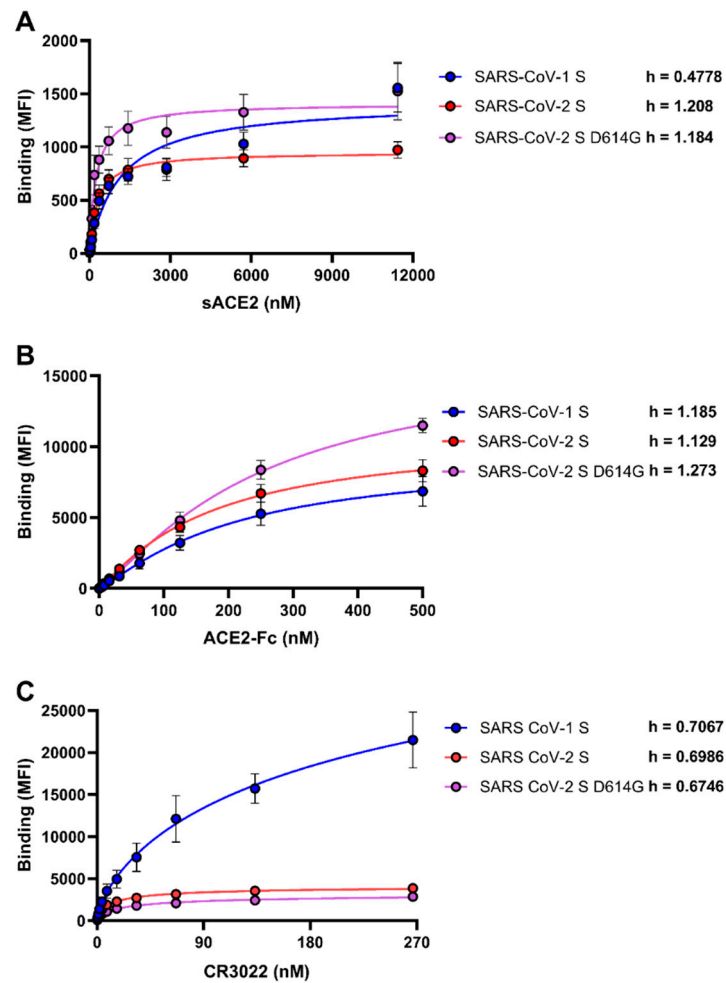 A
2000
1500
1000
500
0
Binding (MFI)
0 3000 6000 9000 12000
sACE2 (nM)
SARS-CoV-1 S h = 0.4778
SARS-CoV-2 S h = 1.208
SARS-CoV-2 S D614G h = 1.184
B
15000
10000
5000
0
Binding (MFI)
0 100 200 300 400 500
ACE2-Fc (nM)
SARS-CoV-1 S h = 1.185
SARS-CoV-2 S h = 1.129
SARS-CoV-2 S D614G h = 1.273
C
25000
20000
15000
10000
5000
0
Binding (MFI)
0 90 180 270
CR3022 (nM)
SARS CoV-1 S h = 0.7067
SARS CoV-2 S h = 0.6986
SARS CoV-2 S D614G h = 0.6746